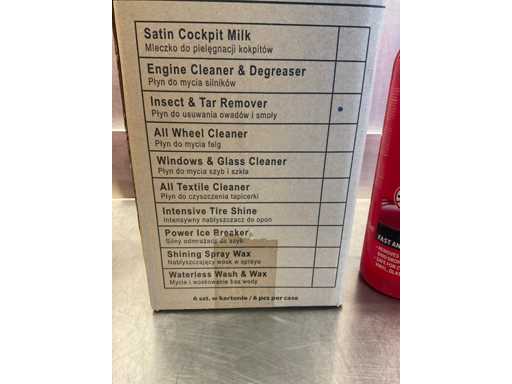 Satin Cockpit Milk
Mleczko do pielęgnacji kokpitów
Engine Cleaner & Degreaser
Płyn do mycia silników
Insect & Tar Remover
Płyn do usuwania owadów i smoły
All Wheel Cleaner
Płyn do mycia felg
Windows & Glass Cleaner
Płyn do mycia szyb i szkła
All Textile Cleaner
Płyn do czyszczenia tapicerki
Intensive Tire Shine
Intensywny nabłyszczacz do opon
Power Ice Breaker
Silny odmrażacz do szyb
Shining Spray Wax
Nabłyszczający wosk w sprayu
Waterless Wash & Wax
Mycie i woskowanie bez wody
6 szt. w kartonie / 6 pcs per case
FAST AN